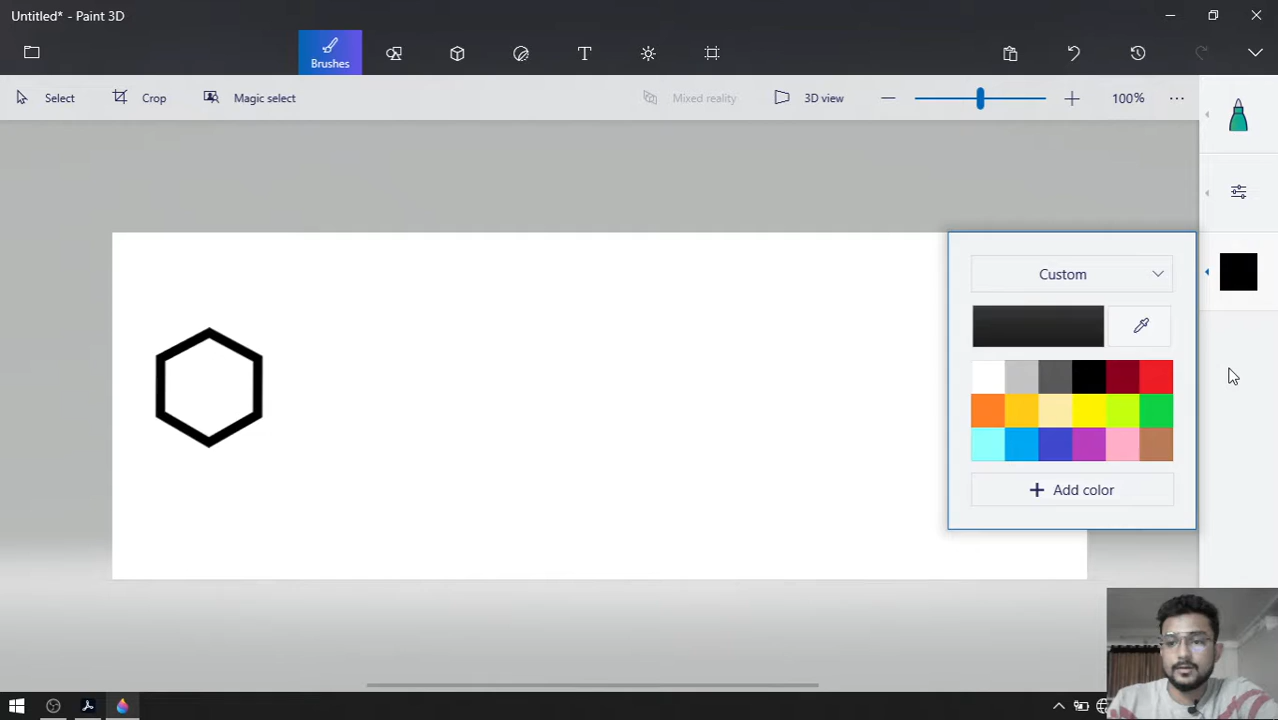 Untitled* - Paint 3D
Brushes
Select
Crop
Magic select
Mixed reality
3D view
100%
Custom
Add color